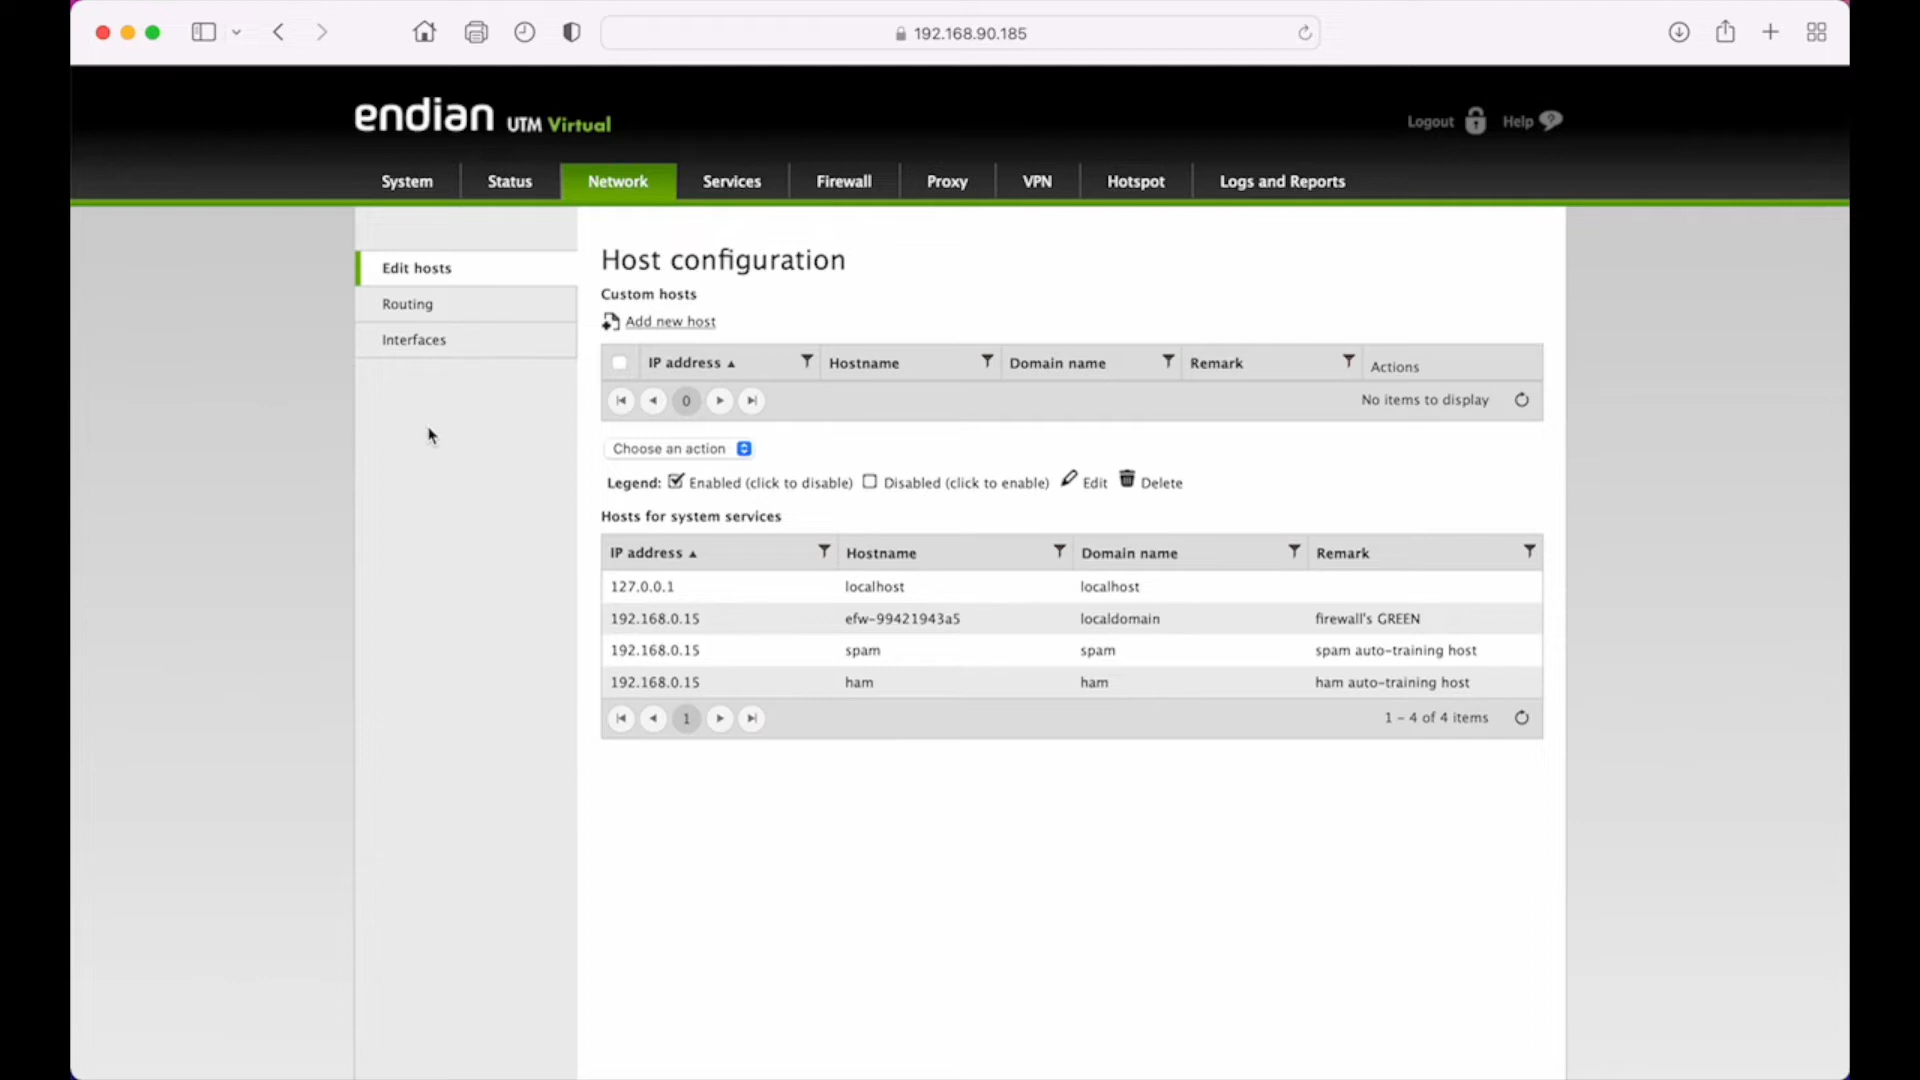 192.168.90.185
endian UTM Virtual
Logout Help
System Status Network Services Firewall Proxy VPN Hotspot Logs and Reports
Edit hosts
Routing
Interfaces
Host configuration
Custom hosts
Add new host
IP address ▲ Hostname Domain name Remark Actions
0 No items to display
Choose an action
Legend: Enabled (click to disable) Disabled (click to enable) Edit Delete
Hosts for system services
IP address ▲ Hostname Domain name Remark
127.0.0.1 localhost localhost
192.168.0.15 efw-99421943a5 localdomain firewall's GREEN
192.168.0.15 spam spam spam auto-training host
192.168.0.15 ham ham ham auto-training host
1 1 - 4 of 4 items